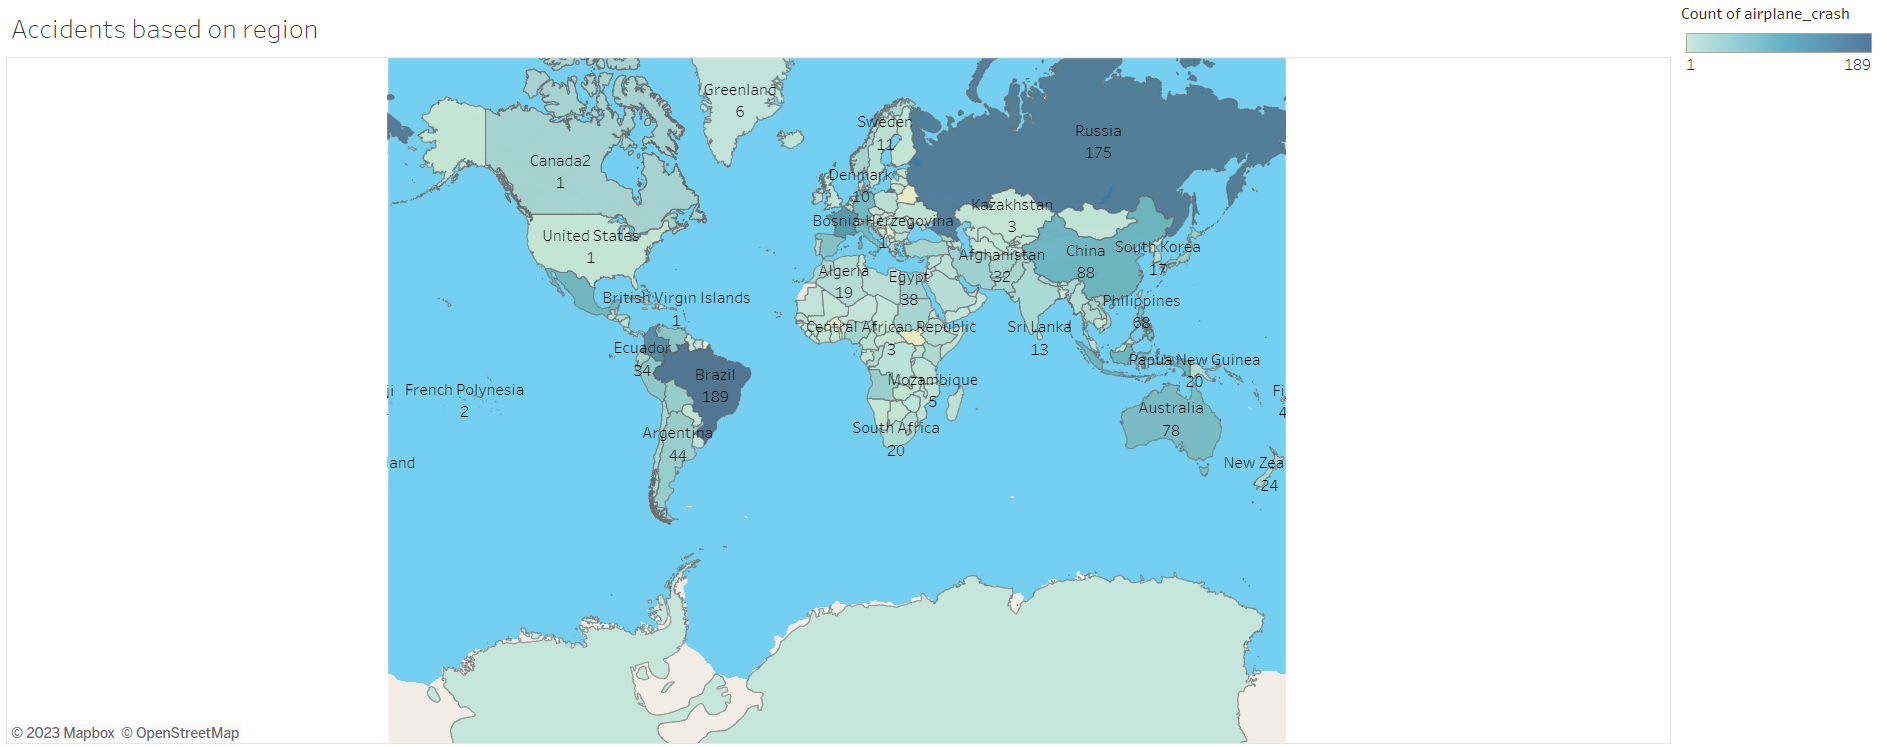 Accidents based on region
Count of airplane_crash
1 189
Greenland
6
Sweden
11
Russia
175
Canada2
1
Denmark
10
Kazakhstan
3
Bosnia-Herzegovina
1
United States
1
Afghanistan
32
China
88
South Korea
17
Algeria
19
Egypt
38
British Virgin Islands
1
Philippines
68
Central African Republic
3
Sri Lanka
13
Ecuador
34
Papua New Guinea
20
Brazil
189
Mozambique
5
French Polynesia
2
Australia
78
Argentina
44
South Africa
20
New Zea
24
land
ji
Fi
4
© 2023 Mapbox © OpenStreetMap